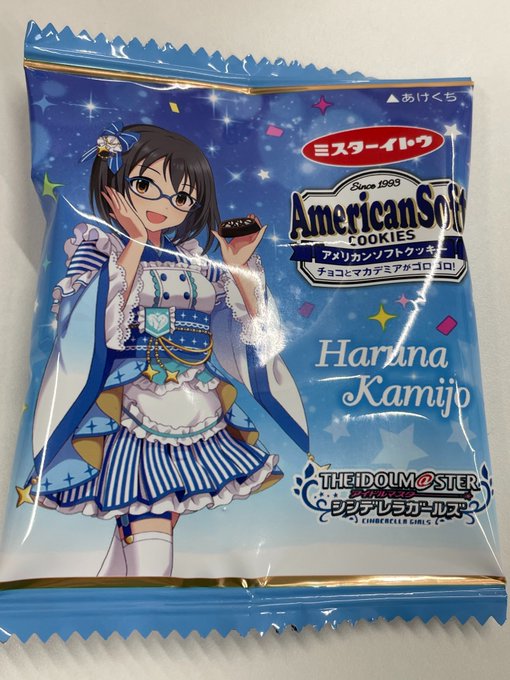 ▲あけくち
ミスターイトウ
Since 1993
AmericanSoft
COOKIES
アメリカンソフトクッキー
チョコとマカデミアがゴロゴロ!
Haruna
Kamijo
THE iDOLM@STER
アイドルマスター
シンデレラガールズ
CINDERELLA GIRLS